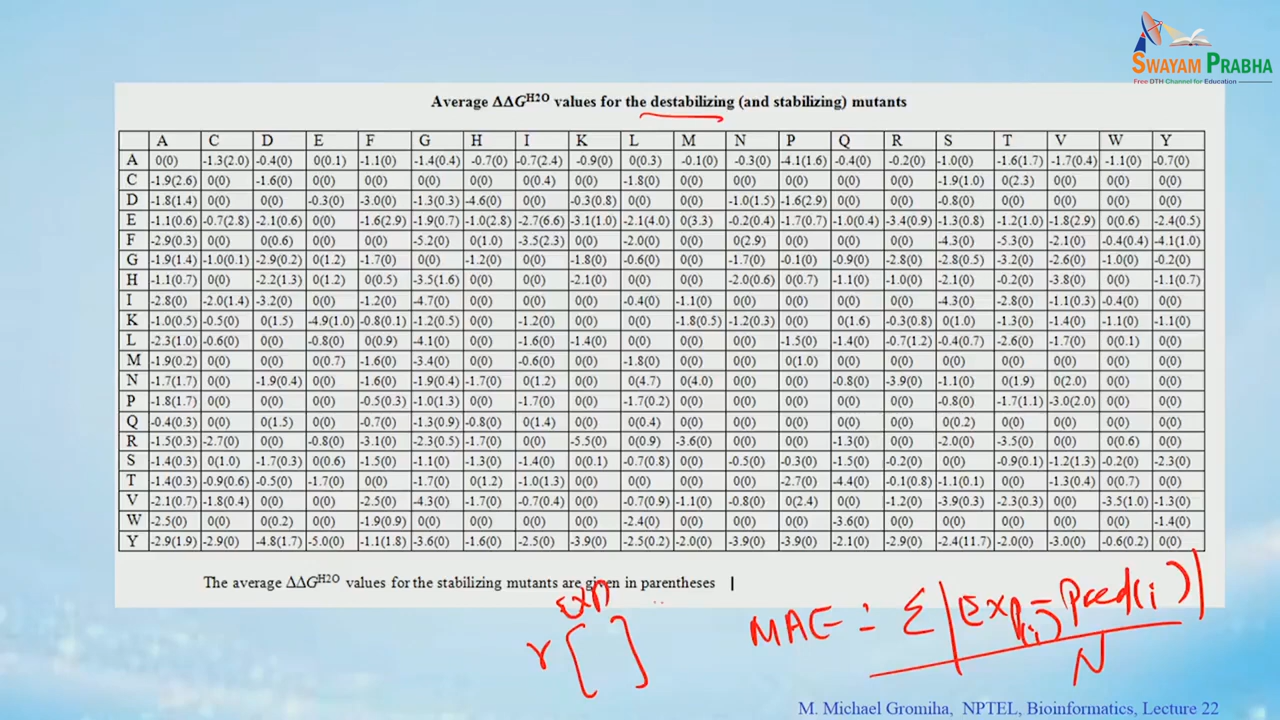 SWAYAM PRABHA
Free DTH Channel for Education
Average ΔΔG^H2O values for the destabilizing (and stabilizing) mutants
A C D E F G H I K L M N P Q R S T V W Y
A 0(0) -1.3(2.0) -0.4(0) 0(0.1) -1.1(0) -1.4(0.4) -0.7(0) -0.7(2.4) -0.9(0) 0(0.3) -0.1(0) -0.3(0) -4.1(1.6) -0.4(0) -0.2(0) -1.0(0) -1.6(1.7) -1.7(0.4) -1.1(0) -0.7(0)
C -1.9(2.6) 0(0) -1.6(0) 0(0) 0(0) 0(0) 0(0) 0(0.4) 0(0) -1.8(0) 0(0) 0(0) 0(0) 0(0) 0(0) -1.9(1.0) 0(2.3) 0(0) 0(0) 0(0)
D -1.8(1.4) 0(0) 0(0) -0.3(0) -3.0(0) -1.3(0.3) -4.6(0) 0(0) -0.3(0.8) 0(0) 0(0) -1.0(1.5) -1.6(2.9) 0(0) 0(0) -0.8(0) 0(0) 0(0) 0(0) 0(0)
E -1.1(0.6) -0.7(2.8) -2.1(0.6) 0(0) -1.6(2.9) -1.9(0.7) -1.0(2.8) -2.7(6.6) -3.1(1.0) -2.1(4.0) 0(3.3) -0.2(0.4) -1.7(0.7) -1.0(0.4) -3.4(0.9) -1.3(0.8) -1.2(1.0) -1.8(2.9) 0(0.6) -2.4(0.5)
F -2.9(0.3) 0(0) 0(0.6) 0(0) 0(0) -5.2(0) 0(1.0) -3.5(2.3) 0(0) -2.0(0) 0(0) 0(2.9) 0(0) 0(0) 0(0) -4.3(0) -5.3(0) -2.1(0) -0.4(0.4) -4.1(1.0)
G -1.9(1.4) -1.0(0.1) -2.9(0.2) 0(1.2) -1.7(0) 0(0) -1.2(0) 0(0) -1.8(0) -0.6(0) 0(0) -1.7(0) -0.1(0) -0.9(0) -2.8(0) -2.8(0.5) -3.2(0) -2.6(0) -1.0(0) -0.2(0)
H -1.1(0.7) 0(0) -2.2(1.3) 0(1.2) 0(0.5) -3.5(1.6) 0(0) 0(0) -2.1(0) 0(0) 0(0) -2.0(0.6) 0(0.7) -1.1(0) -1.0(0) -2.1(0) -0.2(0) -3.8(0) 0(0) -1.1(0.7)
I -2.8(0) -2.0(1.4) -3.2(0) 0(0) -1.2(0) -4.7(0) 0(0) 0(0) 0(0) -0.4(0) -1.1(0) 0(0) 0(0) 0(0) 0(0) -4.3(0) -2.8(0) -1.1(0.3) -0.4(0) 0(0)
K -1.0(0.5) -0.5(0) 0(1.5) -4.9(1.0) -0.8(0.1) -1.2(0.5) 0(0) -1.2(0) 0(0) 0(0) -1.8(0.5) -1.2(0.3) 0(0) 0(1.6) -0.3(0.8) 0(1.0) -1.3(0) -1.4(0) -1.1(0) -1.1(0)
L -2.3(1.0) -0.6(0) 0(0) -0.8(0) 0(0.9) -4.1(0) 0(0) -1.6(0) -1.4(0) 0(0) 0(0) 0(0) -1.5(0) -1.4(0) -0.7(1.2) -0.4(0.7) -2.6(0) -1.7(0) 0(0.1) 0(0)
M -1.9(0.2) 0(0) 0(0) 0(0.7) -1.6(0) -3.4(0) 0(0) -0.6(0) 0(0) -1.8(0) 0(0) 0(0) 0(1.0) 0(0) 0(0) 0(0) 0(0) 0(0) 0(0) 0(0)
N -1.7(1.7) 0(0) -1.9(0.4) 0(0) -1.6(0) -1.9(0.4) -1.7(0) 0(1.2) 0(0) 0(4.7) 0(4.0) 0(0) 0(0) -0.8(0) -3.9(0) -1.1(0) 0(1.9) 0(2.0) 0(0) 0(0)
P -1.8(1.7) 0(0) 0(0) 0(0) -0.5(0.3) -1.0(1.3) 0(0) -1.7(0) 0(0) -1.7(0.2) 0(0) 0(0) 0(0) 0(0) 0(0) -0.8(0) -1.7(1.1) -3.0(2.0) 0(0) 0(0)
Q -0.4(0.3) 0(0) 0(1.5) 0(0) -0.7(0) -1.3(0.9) -0.8(0) 0(1.4) 0(0) 0(0.4) 0(0) 0(0) 0(0) 0(0) 0(0) 0(0.2) 0(0) 0(0) 0(0) 0(0)
R -1.5(0.3) -2.7(0) 0(0) -0.8(0) -3.1(0) -2.3(0.5) -1.7(0) 0(0) -5.5(0) 0(0.9) -3.6(0) 0(0) 0(0) -1.3(0) 0(0) -2.0(0) -3.5(0) 0(0) 0(0.6) 0(0)
S -1.4(0.3) 0(1.0) -1.7(0.3) 0(0.6) -1.5(0) -1.1(0) -1.3(0) -1.4(0) 0(0.1) -0.7(0.8) 0(0) -0.5(0) -0.3(0) -1.5(0) -0.2(0) 0(0) -0.9(0.1) -1.2(1.3) -0.2(0) -2.3(0)
T -1.4(0.3) -0.9(0.6) -0.5(0) -1.7(0) 0(0) -1.7(0) 0(1.2) -1.0(1.3) 0(0) 0(0) 0(0) 0(0) -2.7(0) -4.4(0) -0.1(0.8) -1.1(0.1) 0(0) -1.3(0.4) 0(0.7) 0(0)
V -2.1(0.7) -1.8(0.4) 0(0) 0(0) -2.5(0) -4.3(0) -1.7(0) -0.7(0.4) 0(0) -0.7(0.9) -1.1(0) -0.8(0) 0(2.4) 0(0) -1.2(0) -3.9(0.3) -2.3(0.3) 0(0) -3.5(1.0) -1.3(0)
W -2.5(0) 0(0) 0(0.2) 0(0) -1.9(0.9) 0(0) 0(0) 0(0) 0(0) -2.4(0) 0(0) 0(0) 0(0) -3.6(0) 0(0) 0(0) 0(0) 0(0) 0(0) -1.4(0)
Y -2.9(1.9) -2.9(0) -4.8(1.7) -5.0(0) -1.1(1.8) -3.6(0) -1.6(0) -2.5(0) -3.9(0) -2.5(0.2) -2.0(0) -3.9(0) -3.9(0) -2.1(0) -2.9(0) -2.4(11.7) -2.0(0) -3.0(0) -0.6(0.2) 0(0)
The average ΔΔG^H2O values for the stabilizing mutants are given in parentheses
r [ ]
MAE = Σ |Exp(i) - Pred(i)|
N
M. Michael Gromiha, NPTEL, Bioinformatics, Lecture 22